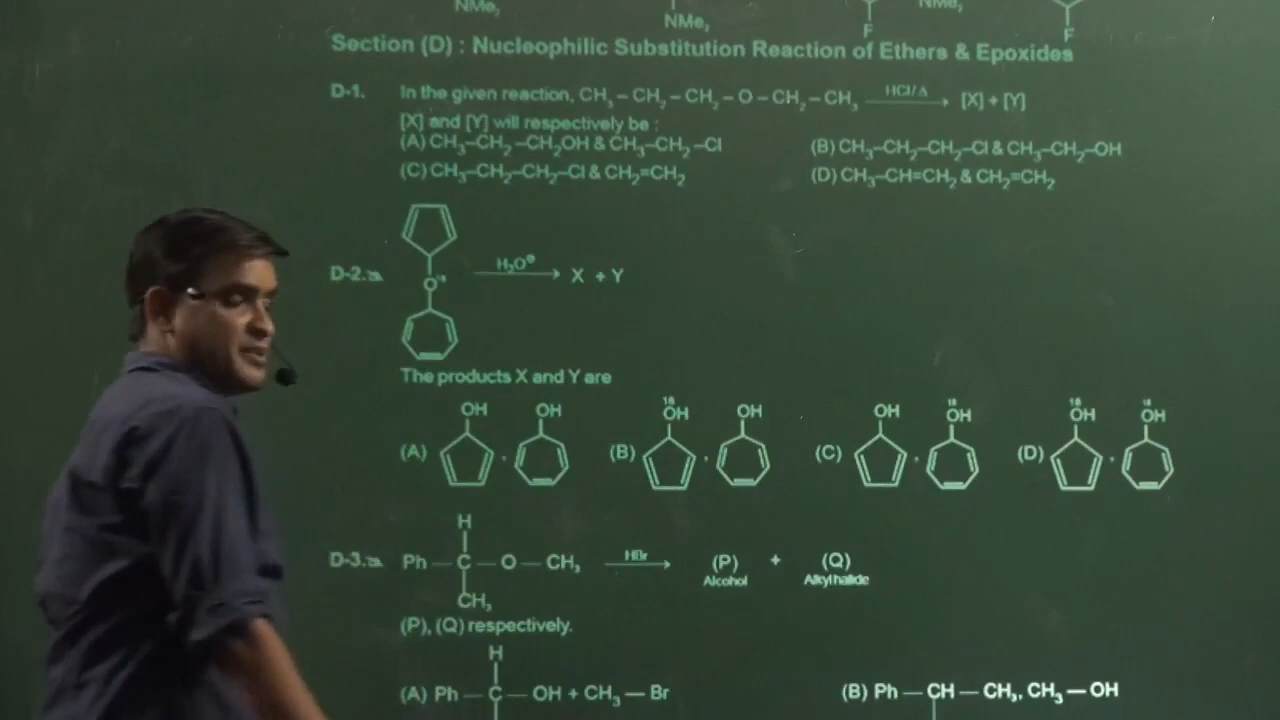 NMe₂ NMe₂ F NMe₂ F
Section (D) : Nucleophilic Substitution Reaction of Ethers & Epoxides
D-1. In the given reaction, CH₃ – CH₂ – CH₂ – O – CH₂ – CH₃ HCl/Δ → [X] + [Y]
[X] and [Y] will respectively be :
(A) CH₃–CH₂–CH₂OH & CH₃–CH₂–Cl (B) CH₃–CH₂–CH₂–Cl & CH₃–CH₂–OH
(C) CH₃–CH₂–CH₂–Cl & CH₂=CH₂ (D) CH₃–CH=CH₂ & CH₂=CH₂
D-2. O¹⁸ H₃O⊕ → X + Y
The products X and Y are
OH OH ¹⁸OH OH OH ¹⁸OH ¹⁸OH ¹⁸OH
(A) , (B) , (C) , (D) ,
H
D-3. Ph — C — O — CH₃ HBr → (P) + (Q)
Alcohol Alkyl halide
CH₃
(P), (Q) respectively.
H
(A) Ph — C — OH + CH₃ — Br (B) Ph — CH — CH₃, CH₃ — OH